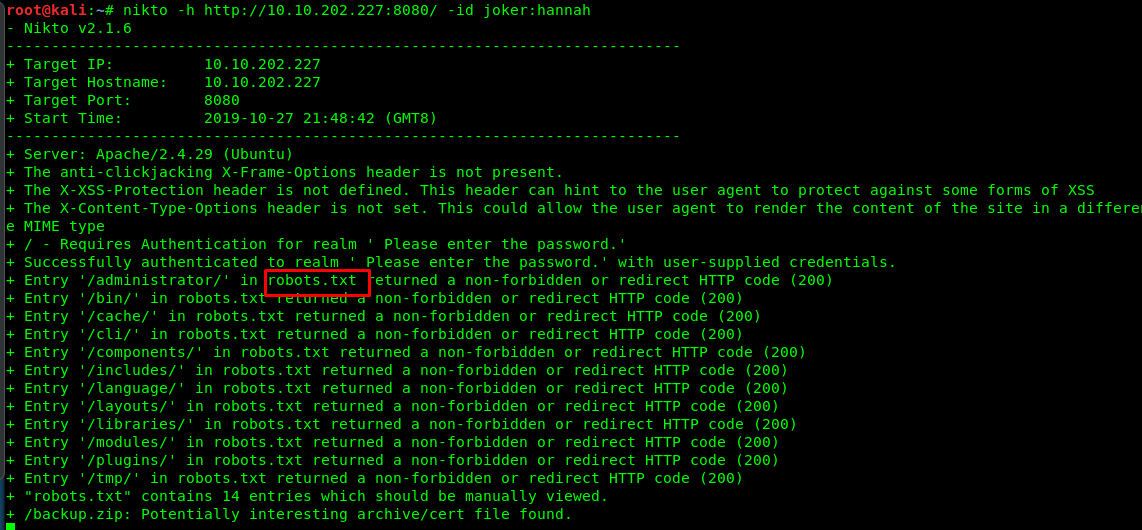 root@kali:~# nikto -h http://10.10.202.227:8080/ -id joker:hannah
- Nikto v2.1.6
---------------------------------------------------------------------------
+ Target IP:          10.10.202.227
+ Target Hostname:    10.10.202.227
+ Target Port:        8080
+ Start Time:         2019-10-27 21:48:42 (GMT8)
---------------------------------------------------------------------------
+ Server: Apache/2.4.29 (Ubuntu)
+ The anti-clickjacking X-Frame-Options header is not present.
+ The X-XSS-Protection header is not defined. This header can hint to the user agent to protect against some forms of XSS
+ The X-Content-Type-Options header is not set. This could allow the user agent to render the content of the site in a differen
e MIME type
+ / - Requires Authentication for realm ' Please enter the password.'
+ Successfully authenticated to realm ' Please enter the password.' with user-supplied credentials.
+ Entry '/administrator/' in robots.txt returned a non-forbidden or redirect HTTP code (200)
+ Entry '/bin/' in robots.txt returned a non-forbidden or redirect HTTP code (200)
+ Entry '/cache/' in robots.txt returned a non-forbidden or redirect HTTP code (200)
+ Entry '/cli/' in robots.txt returned a non-forbidden or redirect HTTP code (200)
+ Entry '/components/' in robots.txt returned a non-forbidden or redirect HTTP code (200)
+ Entry '/includes/' in robots.txt returned a non-forbidden or redirect HTTP code (200)
+ Entry '/language/' in robots.txt returned a non-forbidden or redirect HTTP code (200)
+ Entry '/layouts/' in robots.txt returned a non-forbidden or redirect HTTP code (200)
+ Entry '/libraries/' in robots.txt returned a non-forbidden or redirect HTTP code (200)
+ Entry '/modules/' in robots.txt returned a non-forbidden or redirect HTTP code (200)
+ Entry '/plugins/' in robots.txt returned a non-forbidden or redirect HTTP code (200)
+ Entry '/tmp/' in robots.txt returned a non-forbidden or redirect HTTP code (200)
+ "robots.txt" contains 14 entries which should be manually viewed.
+ /backup.zip: Potentially interesting archive/cert file found.